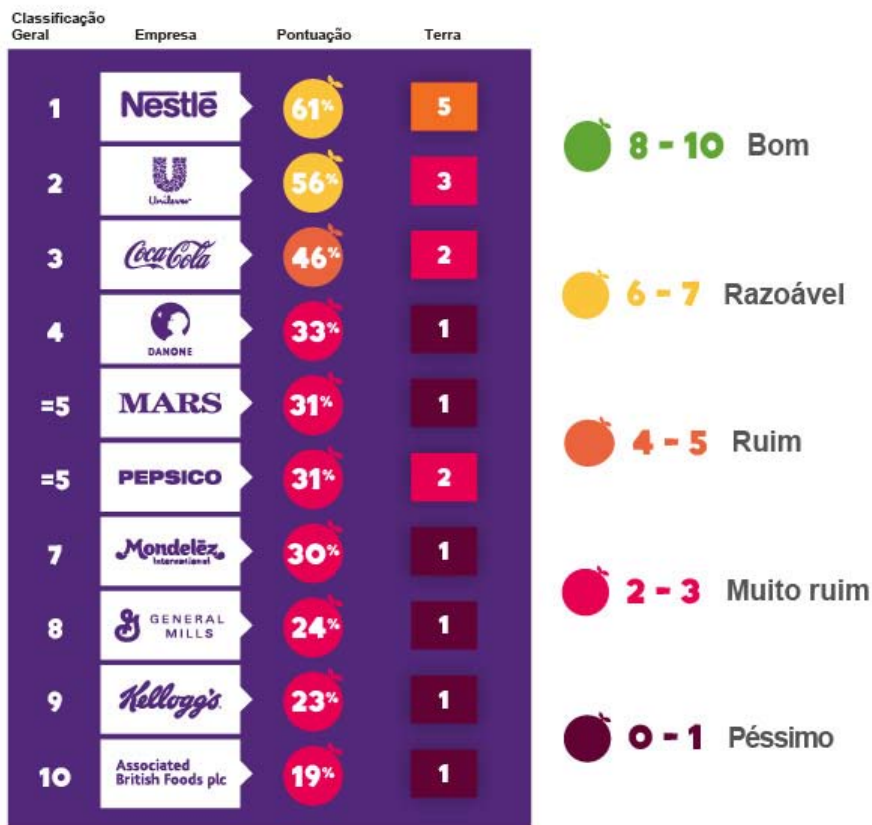 Classificação
Geral Empresa Pontuação Terra
1 Nestlé 61% 5
2 Unilever 56% 3
3 Coca-Cola 46% 2
4 DANONE 33% 1
=5 MARS 31% 1
=5 PEPSICO 31% 2
7 Mondelēz International 30% 1
8 GENERAL MILLS 24% 1
9 Kellogg's 23% 1
10 Associated British Foods plc 19% 1
8 - 10 Bom
6 - 7 Razoável
4 - 5 Ruim
2 - 3 Muito ruim
0 - 1 Péssimo